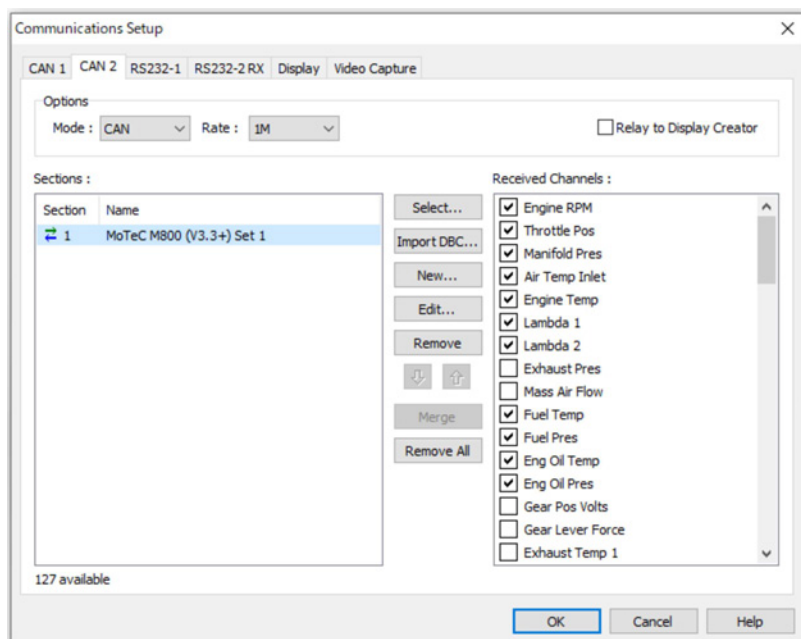 Communications Setup
CAN 1 CAN 2 RS232-1 RS232-2 RX Display Video Capture
Options
Mode : CAN Rate : 1M Relay to Display Creator
Sections :
Section Name
1 MoTeC M800 (V3.3+) Set 1
127 available
Select...
Import DBC...
New...
Edit...
Remove
Merge
Remove All
Received Channels :
Engine RPM
Throttle Pos
Manifold Pres
Air Temp Inlet
Engine Temp
Lambda 1
Lambda 2
Exhaust Pres
Mass Air Flow
Fuel Temp
Fuel Pres
Eng Oil Temp
Eng Oil Pres
Gear Pos Volts
Gear Lever Force
Exhaust Temp 1
OK Cancel Help